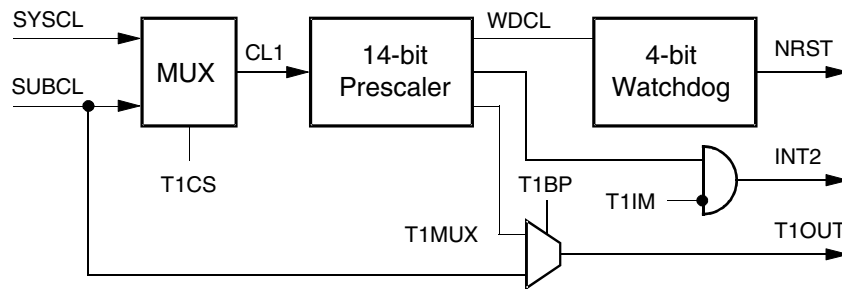 SYSCL
WDCL
14-bit
Prescaler
4-bit
Watchdog
NRST
MUX
CL1
SUBCL
INT2
T1CS
T1BP
T1IM
T1MUX
T1OUT